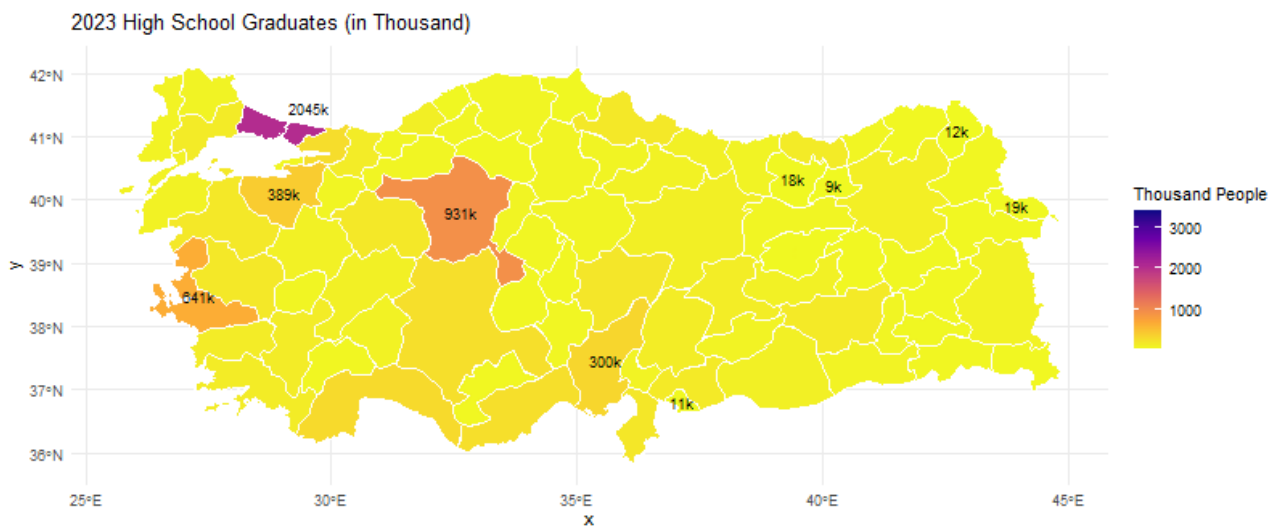 2023 High School Graduates (in Thousand)
42°N
41°N
40°N
39°N
38°N
37°N
36°N
y
2045k
12k
389k
18k
9k
931k
19k
641k
300k
11k
25°E
30°E
35°E
40°E
45°E
x
Thousand People
3000
2000
1000